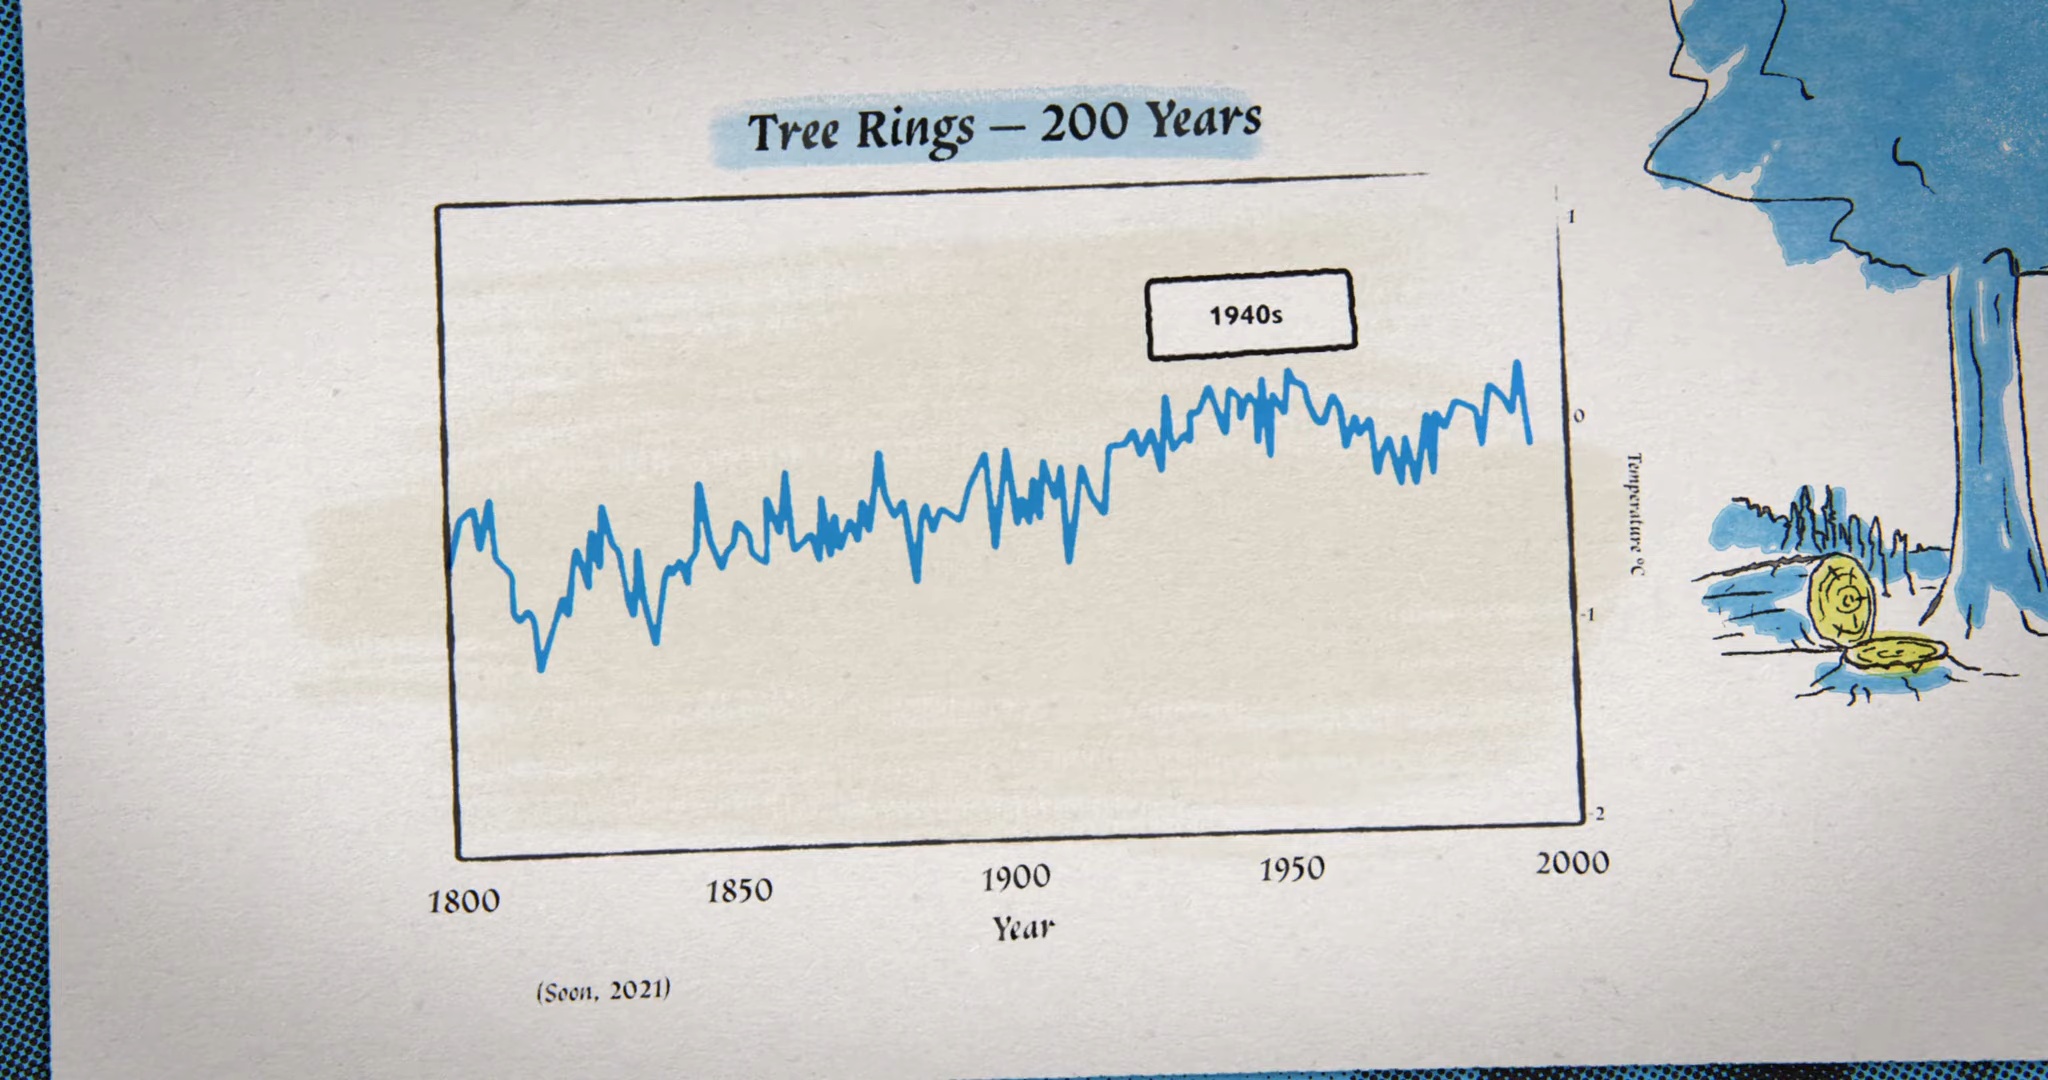 Tree Rings – 200 Years
1940s
1
0
-1
-2
Temperature °C
1800
1850
1900
1950
2000
Year
(Soon, 2021)